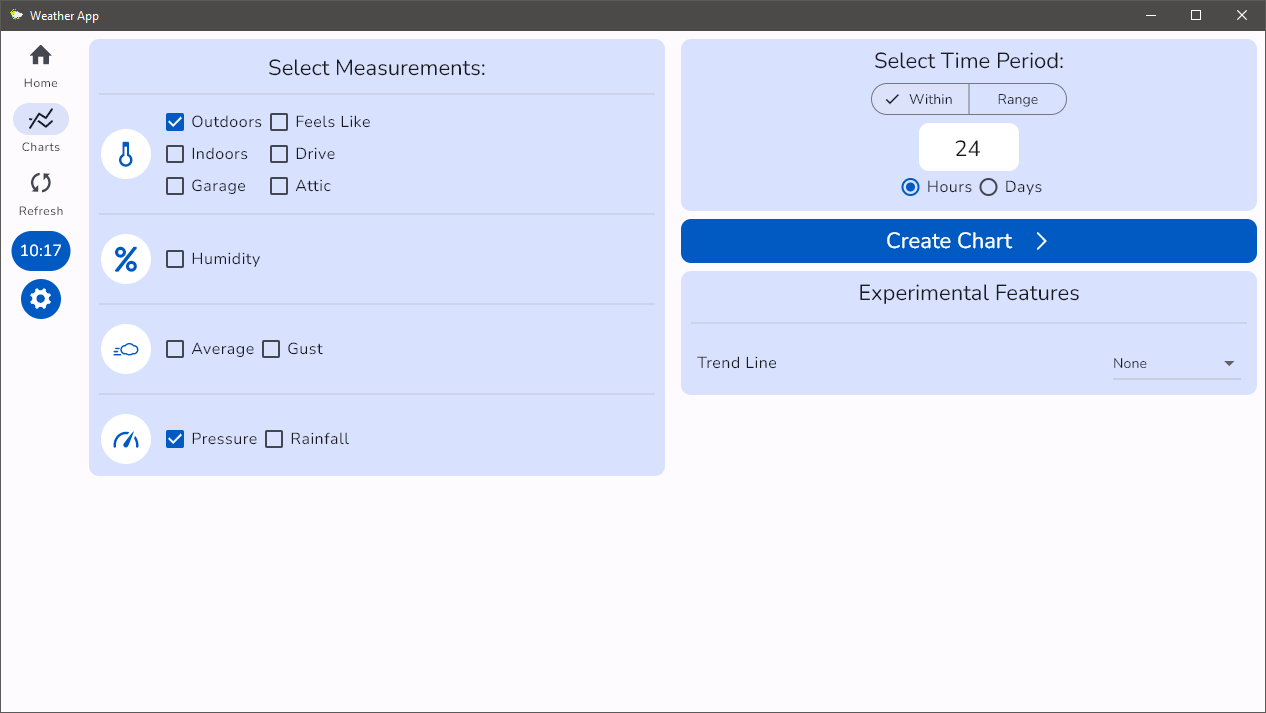 Weather App
Home
Charts
Refresh
10:17
Select Measurements:
Outdoors Feels Like
Indoors Drive
Garage Attic
%
Humidity
Average Gust
Pressure Rainfall
Select Time Period:
Within Range
24
Hours Days
Create Chart
Experimental Features
Trend Line None